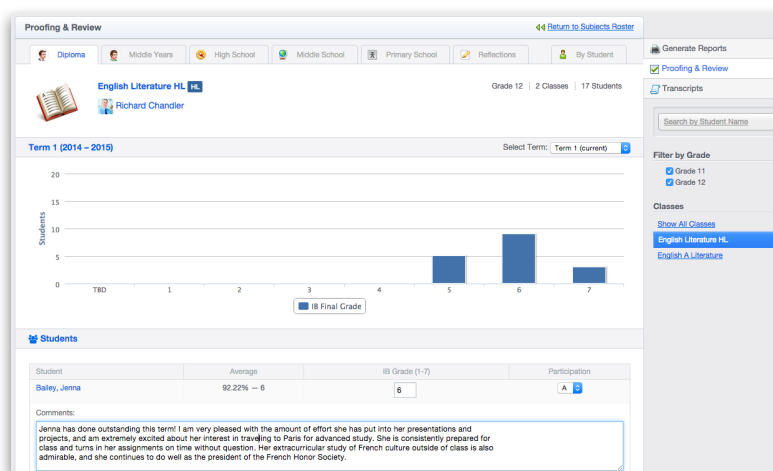 Proofing & Review
Return to Subjects Roster
Diploma
Middle Years
High School
Middle School
Primary School
Reflections
By Student
English Literature HL HL
Grade 12 | 2 Classes | 17 Students
Richard Chandler
Term 1 (2014 – 2015)
Select Term: Term 1 (current)
20
15
10
5
0
Students
TBD 1 2 3 4 5 6 7
IB Final Grade
Students
Student Average IB Grade (1-7) Participation
Bailey, Jenna 92.22% — 6 6 A
Comments:
Jenna has done outstanding this term! I am very pleased with the amount of effort she has put into her presentations and
projects, and am extremely excited about her interest in traveling to Paris for advanced study. She is consistently prepared for
class and turns in her assignments on time without question. Her extracurricular study of French culture outside of class is also
admirable, and she continues to do well as the president of the French Honor Society.
Generate Reports
Proofing & Review
Transcripts
Search by Student Name
Filter by Grade
Grade 11
Grade 12
Classes
Show All Classes
English Literature HL
English A Literature